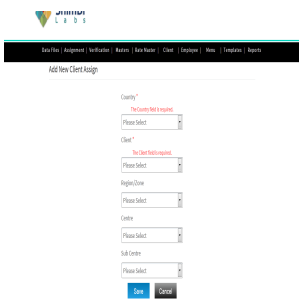 Labs
Data Files | Assignment | Verification | Masters | Rate Master | Client | Employee | Menu | Templates | Reports
Add New Client Assign
Country *
The Country field is required.
Please Select
Client *
The Client field is required.
Please Select
Region/Zone
Please Select
Centre
Please Select
Sub Centre
Please Select
Save Cancel